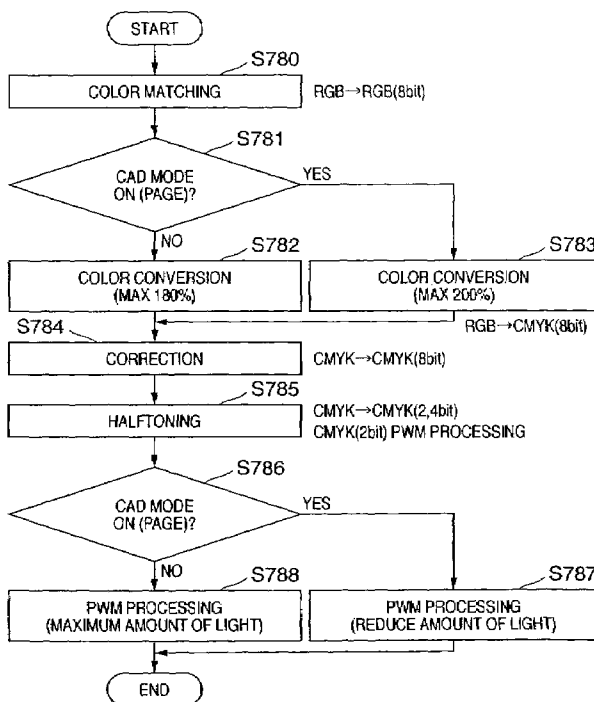 START
S780
COLOR MATCHING
RGB→RGB(8bit)
S781
CAD MODE
ON (PAGE)?
YES
NO
S782
COLOR CONVERSION
(MAX 180%)
S783
COLOR CONVERSION
(MAX 200%)
RGB→CMYK(8bit)
S784
CORRECTION
CMYK→CMYK(8bit)
S785
HALFTONING
CMYK→CMYK(2,4bit)
CMYK(2bit) PWM PROCESSING
S786
CAD MODE
ON (PAGE)?
YES
NO
S788
PWM PROCESSING
(MAXIMUM AMOUNT OF LIGHT)
S787
PWM PROCESSING
(REDUCE AMOUNT OF LIGHT)
END